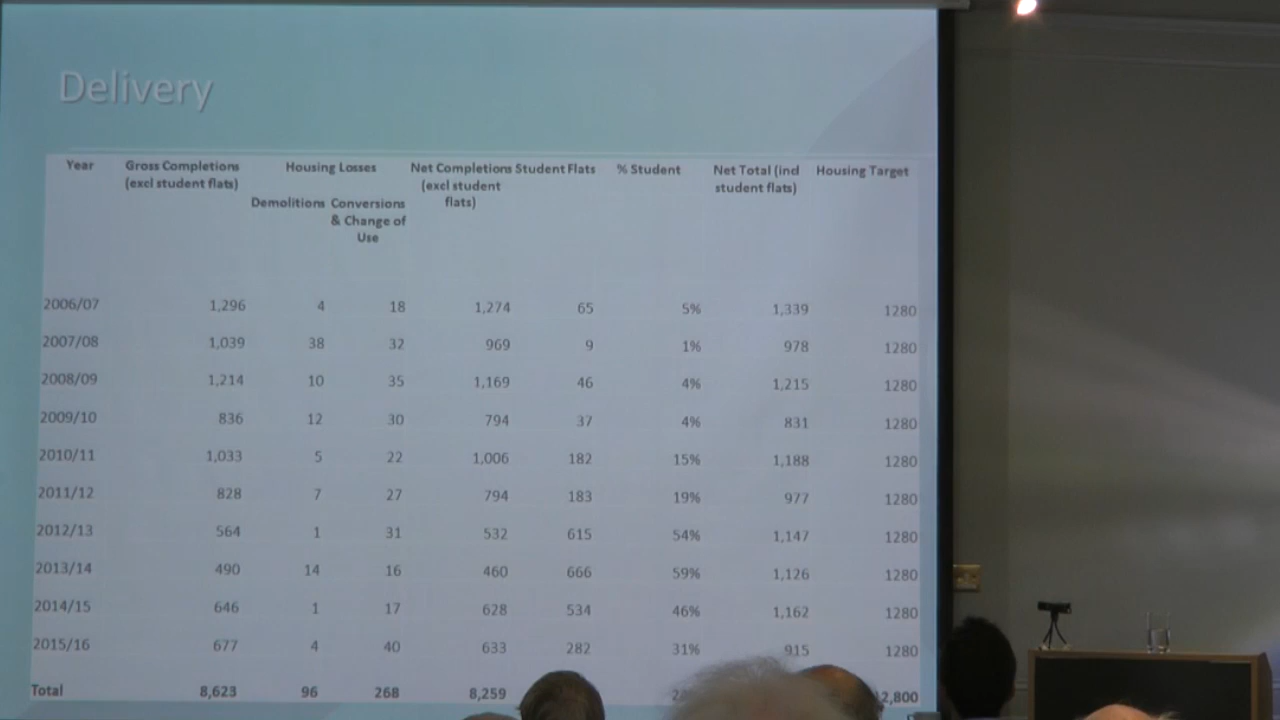 Delivery
Year Gross Completions Housing Losses Net Completions Student Flats % Student Net Total (ind Housing Target
(excl student flats) (excl student student flats)
Demolitions Conversions flats)
& Change of
Use
2006/07 1,296 4 18 1,274 65 5% 1,339 1280
2007/08 1,039 38 32 969 9 1% 978 1280
2008/09 1,214 10 35 1,169 46 4% 1,215 1280
2009/10 836 12 30 794 37 4% 831 1280
2010/11 1,033 5 22 1,006 182 15% 1,188 1280
2011/12 828 7 27 794 183 19% 977 1280
2012/13 564 1 31 532 615 54% 1,147 1280
2013/14 490 14 16 460 666 59% 1,126 1280
2014/15 646 1 17 628 534 46% 1,162 1280
2015/16 677 4 40 633 282 31% 915 1280
Total 8,623 96 268 8,259